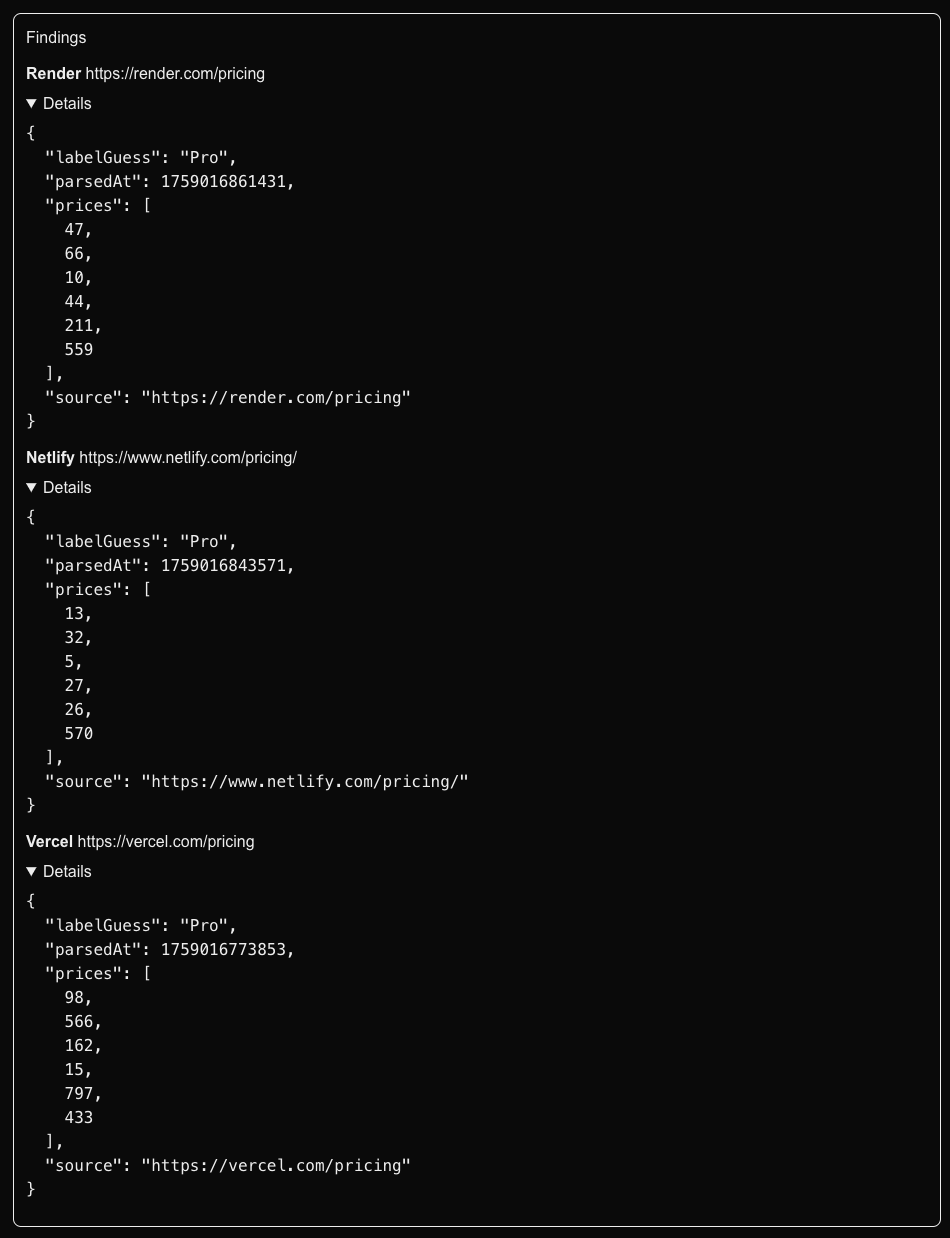 Findings
Render https://render.com/pricing
▼ Details
{
  "labelGuess": "Pro",
  "parsedAt": 1759016861431,
  "prices": [
    47,
    66,
    10,
    44,
    211,
    559
  ],
  "source": "https://render.com/pricing"
}
Netlify https://www.netlify.com/pricing/
▼ Details
{
  "labelGuess": "Pro",
  "parsedAt": 1759016843571,
  "prices": [
    13,
    32,
    5,
    27,
    26,
    570
  ],
  "source": "https://www.netlify.com/pricing/"
}
Vercel https://vercel.com/pricing
▼ Details
{
  "labelGuess": "Pro",
  "parsedAt": 1759016773853,
  "prices": [
    98,
    566,
    162,
    15,
    797,
    433
  ],
  "source": "https://vercel.com/pricing"
}